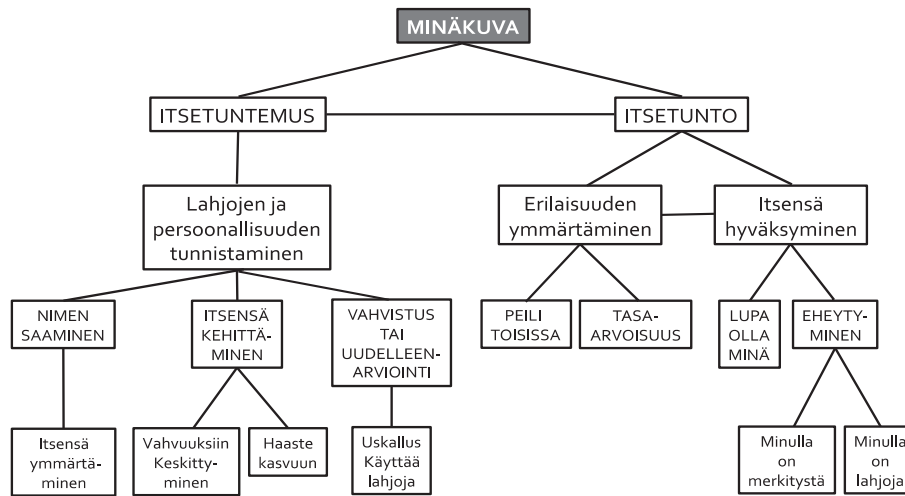 MINÄKUVA
ITSETUNTEMUS
ITSETUNTO
Lahjojen ja
persoonallisuuden
tunnistaminen
Erilaisuuden
ymmärtäminen
Itsensä
hyväksyminen
NIMEN
SAAMINEN
ITSENSÄ
KEHITTÄ-
MINEN
VAHVISTUS
TAI
UUDELLEEN-
ARVIOINTI
PEILI
TOISISSA
TASA-
ARVOISUUS
LUPA
OLLA
MINÄ
EHEYTY-
MINEN
Itsensä
ymmärtä-
minen
Vahvuuksiin
Keskitty-
minen
Haaste
kasvuun
Uskallus
Käyttää
lahjoja
Minulla
on
merkitystä
Minulla
on
lahjoja